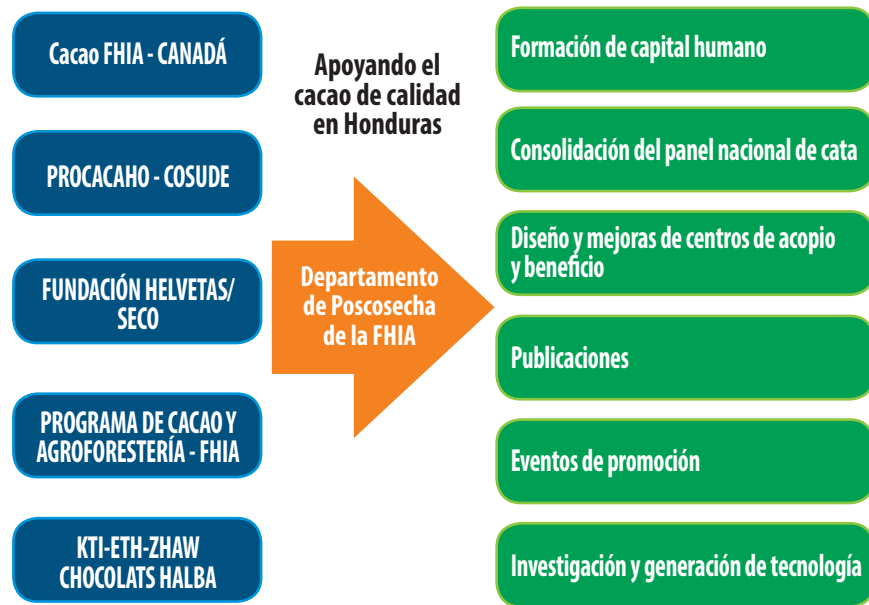 Cacao FHIA - CANADÁ
PROCACAHO - COSUDE
FUNDACIÓN HELVETAS/
SECO
PROGRAMA DE CACAO Y
AGROFORESTERÍA - FHIA
KTI-ETH-ZHAW
CHOCOLATS HALBA
Apoyando el
cacao de calidad
en Honduras
Departamento
de Poscosecha
de la FHIA
Formación de capital humano
Consolidación del panel nacional de cata
Diseño y mejoras de centros de acopio
y beneficio
Publicaciones
Eventos de promoción
Investigación y generación de tecnología